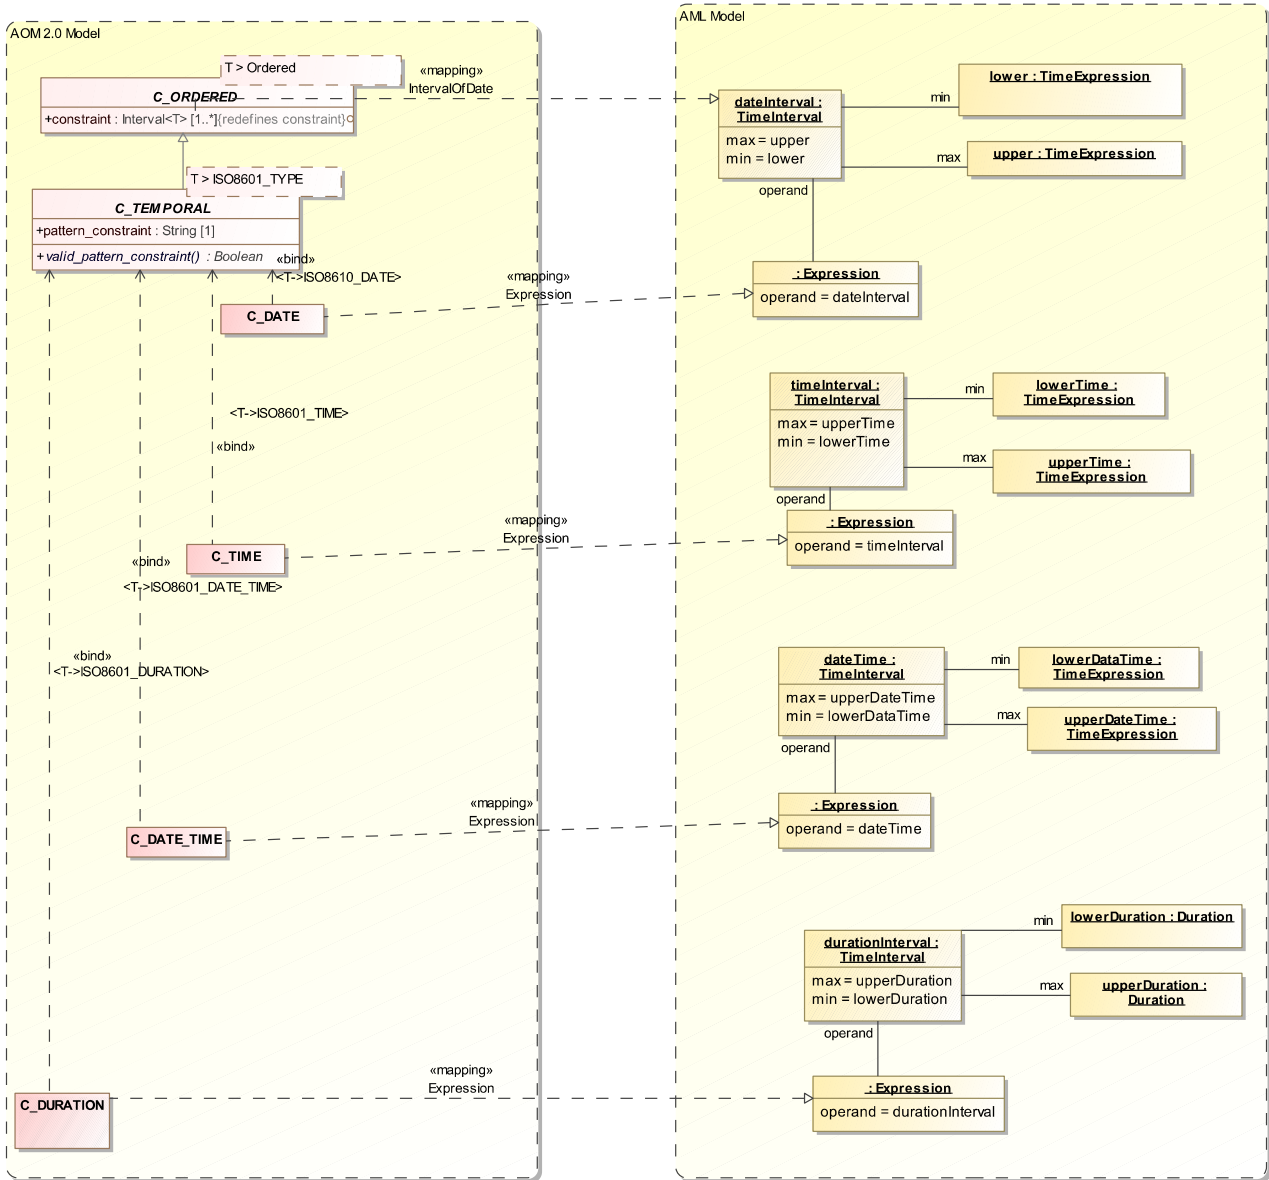 AOM 2.0 Model
T > Ordered
C_ORDERED
+constraint : Interval<T> [1..*]{redefines constraint}
T > ISO8601_TYPE
C_TEMPORAL
+pattern_constraint : String [1]
+valid_pattern_constraint() : Boolean
«bind»
<T->ISO8610_DATE>
C_DATE
<T->ISO8601_TIME>
«bind»
C_TIME
«bind»
<T->ISO8601_DATE_TIME>
«bind»
<T->ISO8601_DURATION>
C_DATE_TIME
C_DURATION
«mapping»
IntervalOfDate
«mapping»
Expression
«mapping»
Expression
«mapping»
Expression
«mapping»
Expression
AML Model
dateInterval :
TimeInterval
max = upper
min = lower
min
lower : TimeExpression
max
upper : TimeExpression
operand
: Expression
operand = dateInterval
timeInterval :
TimeInterval
max = upperTime
min = lowerTime
min
lowerTime :
TimeExpression
max
upperTime :
TimeExpression
operand
: Expression
operand = timeInterval
dateTime :
TimeInterval
max = upperDateTime
min = lowerDataTime
min
lowerDataTime :
TimeExpression
max
upperDateTime :
TimeExpression
operand
: Expression
operand = dateTime
durationInterval :
TimeInterval
max = upperDuration
min = lowerDuration
min
lowerDuration : Duration
max
upperDuration :
Duration
operand
: Expression
operand = durationInterval